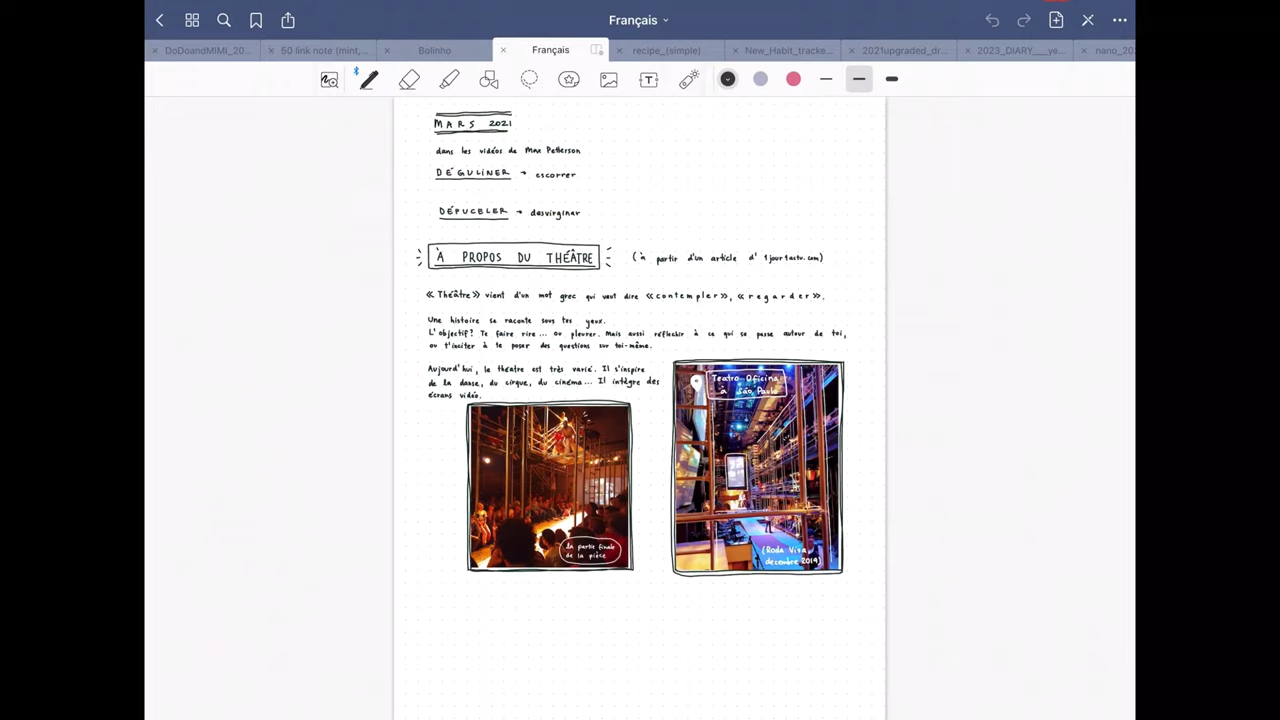 Français
DoDoandMIMI_20...
50 link note (mint,...
Bolinho
Français
recipe_(simple)
New_Habit_tracke...
2021upgraded_dr...
2023_DIARY___ye...
nano_20
MARS 2021
dans les vidéos de Max Petterson
DÉGULINER → escorrer
DÉPUCELER → desvirginar
À PROPOS DU THÉÂTRE
(à partir d'un article d' 1jour1actu.com)
«Théâtre» vient d'un mot grec qui veut dire «contempler», «regarder».
Une histoire se raconte sous tes yeux.
L'objectif? Te faire rire... ou pleurer. Mais aussi réfléchir à ce qui se passe autour de toi,
ou t'inciter à te poser des questions sur toi-même.
Aujourd'hui, le théâtre est très varié. Il s'inspire
de la danse, du cirque, du cinéma... Il intègre des
écrans vidéo.
la partie finale
de la pièce
Teatro Oficina
à São Paulo
(Roda Viva,
decembre 2019)